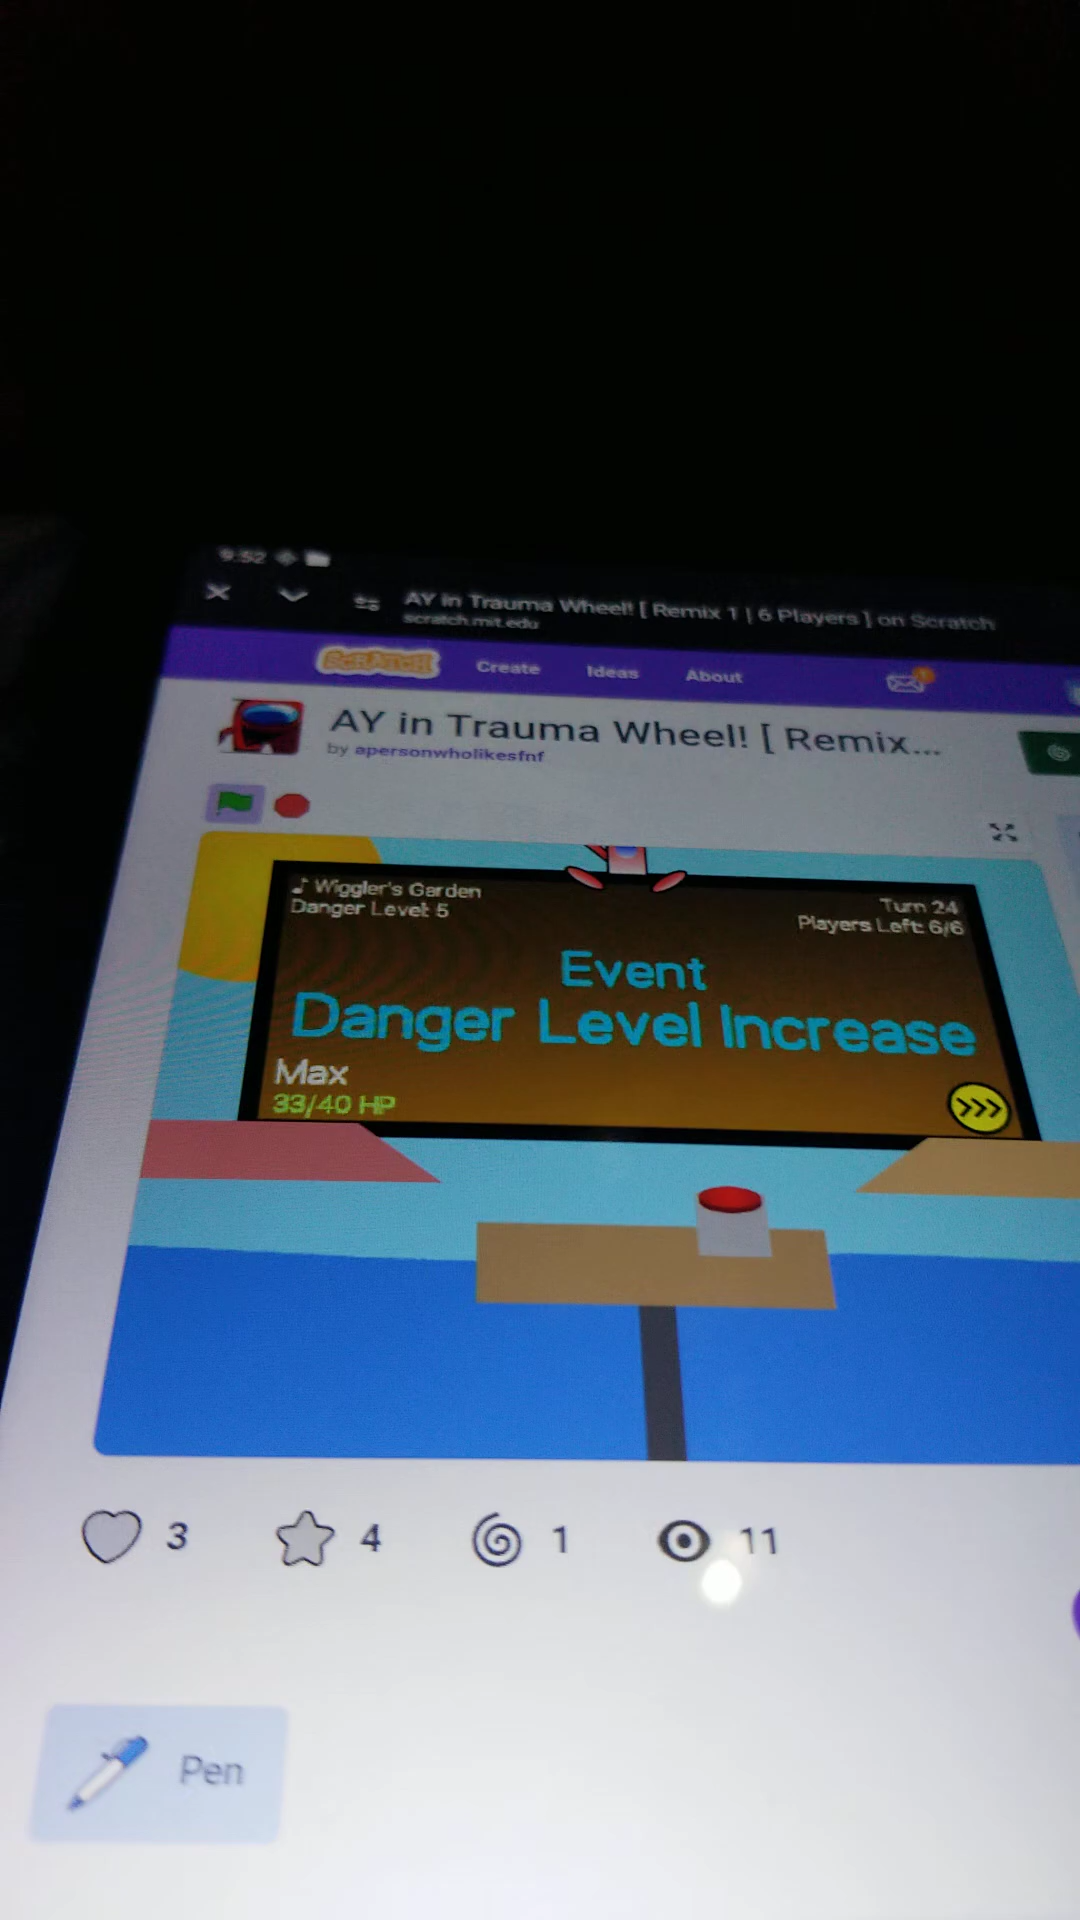 9:52
AY in Trauma Wheel! [ Remix 1 | 6 Players ] on Scratch
scratch.mit.edu
SCRATCH Create Ideas About
AY in Trauma Wheel! [ Remix...
by apersonwholikesfnf
Wiggler's Garden
Danger Level: 5
Turn 24
Players Left: 6/6
Event
Danger Level Increase
Max
33/40 HP
>>>
3 4 1 11
Pen